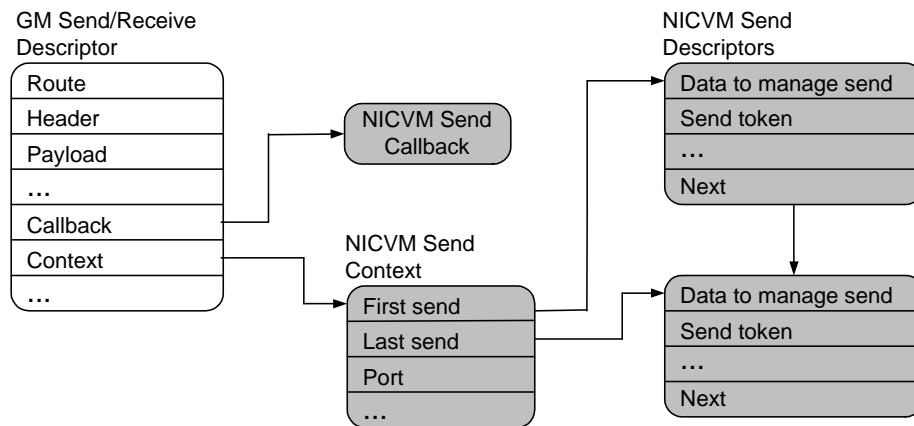 GM Send/Receive
Descriptor
Route
Header
Payload
...
Callback
Context
...
NICVM Send
Callback
NICVM Send
Context
First send
Last send
Port
...
NICVM Send
Descriptors
Data to manage send
Send token
...
Next
Data to manage send
Send token
...
Next